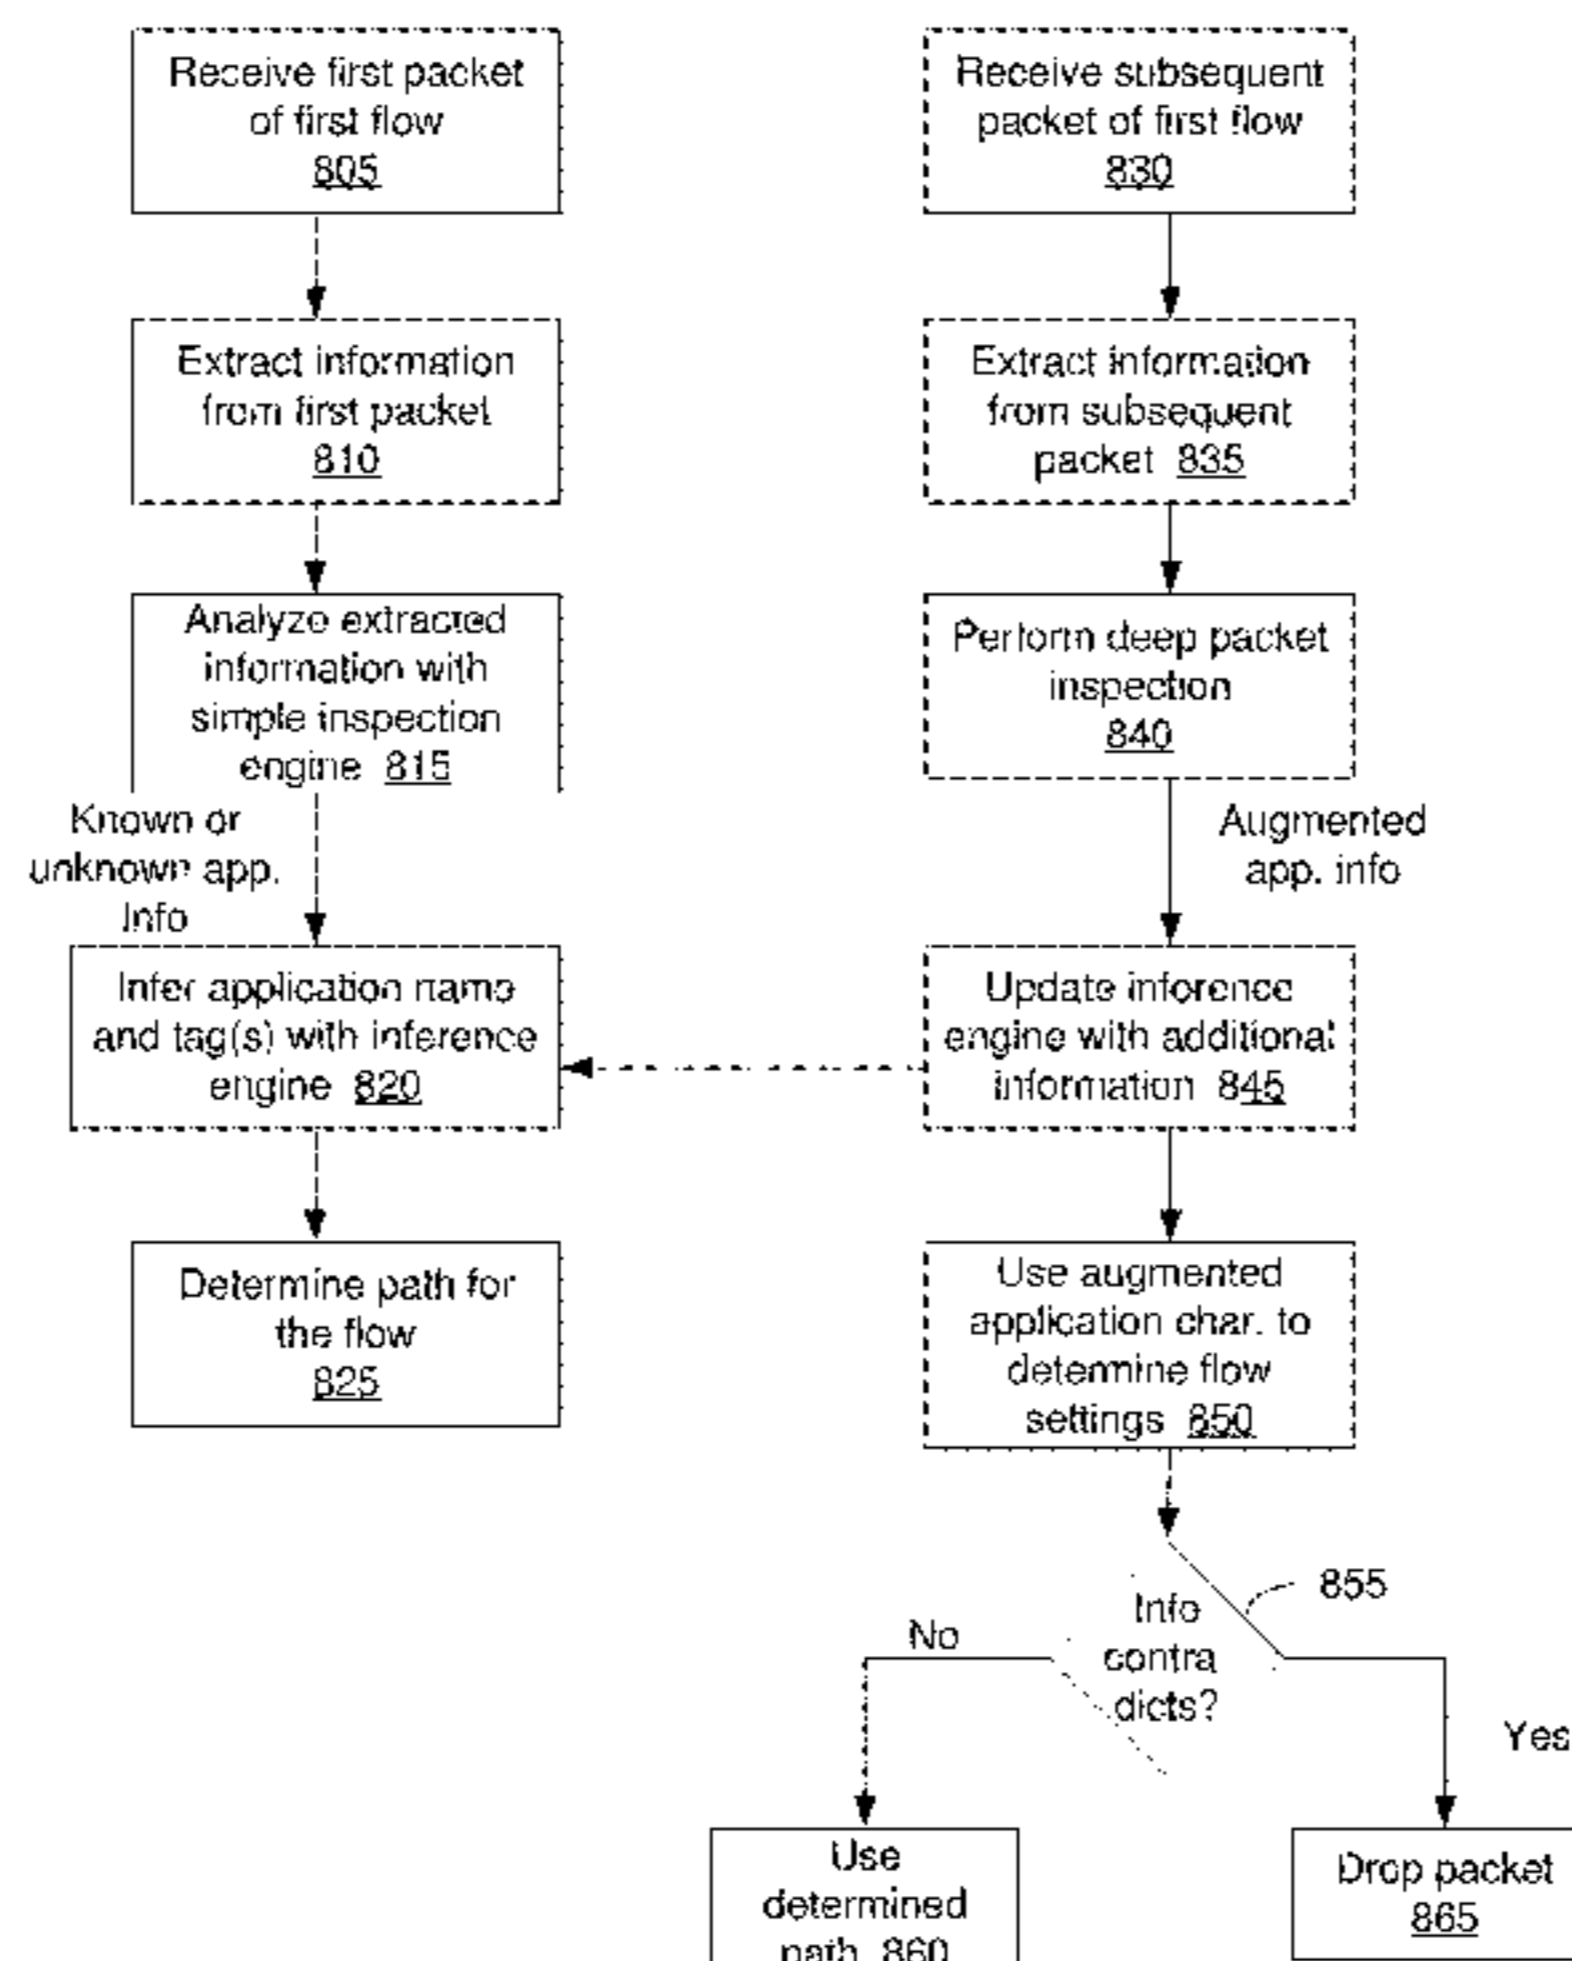 Receive first packet
of first flow
805
Extract information
from first packet
810
Analyze extracted
information with
simple inspection
engine 815
Known or
unknown app.
Info
Infer application name
and tag(s) with inference
engine 820
Determine path for
the flow
825
Receive subsequent
packet of first flow
830
Extract information
from subsequent
packet 835
Perform deep packet
inspection
840
Augmented
app. info
Update inference
engine with additional
information 845
Use augmented
application char. to
determine flow
settings 850
855
Info
contra
dicts?
No
Yes
Use
determined
path 860
Drop packet
865